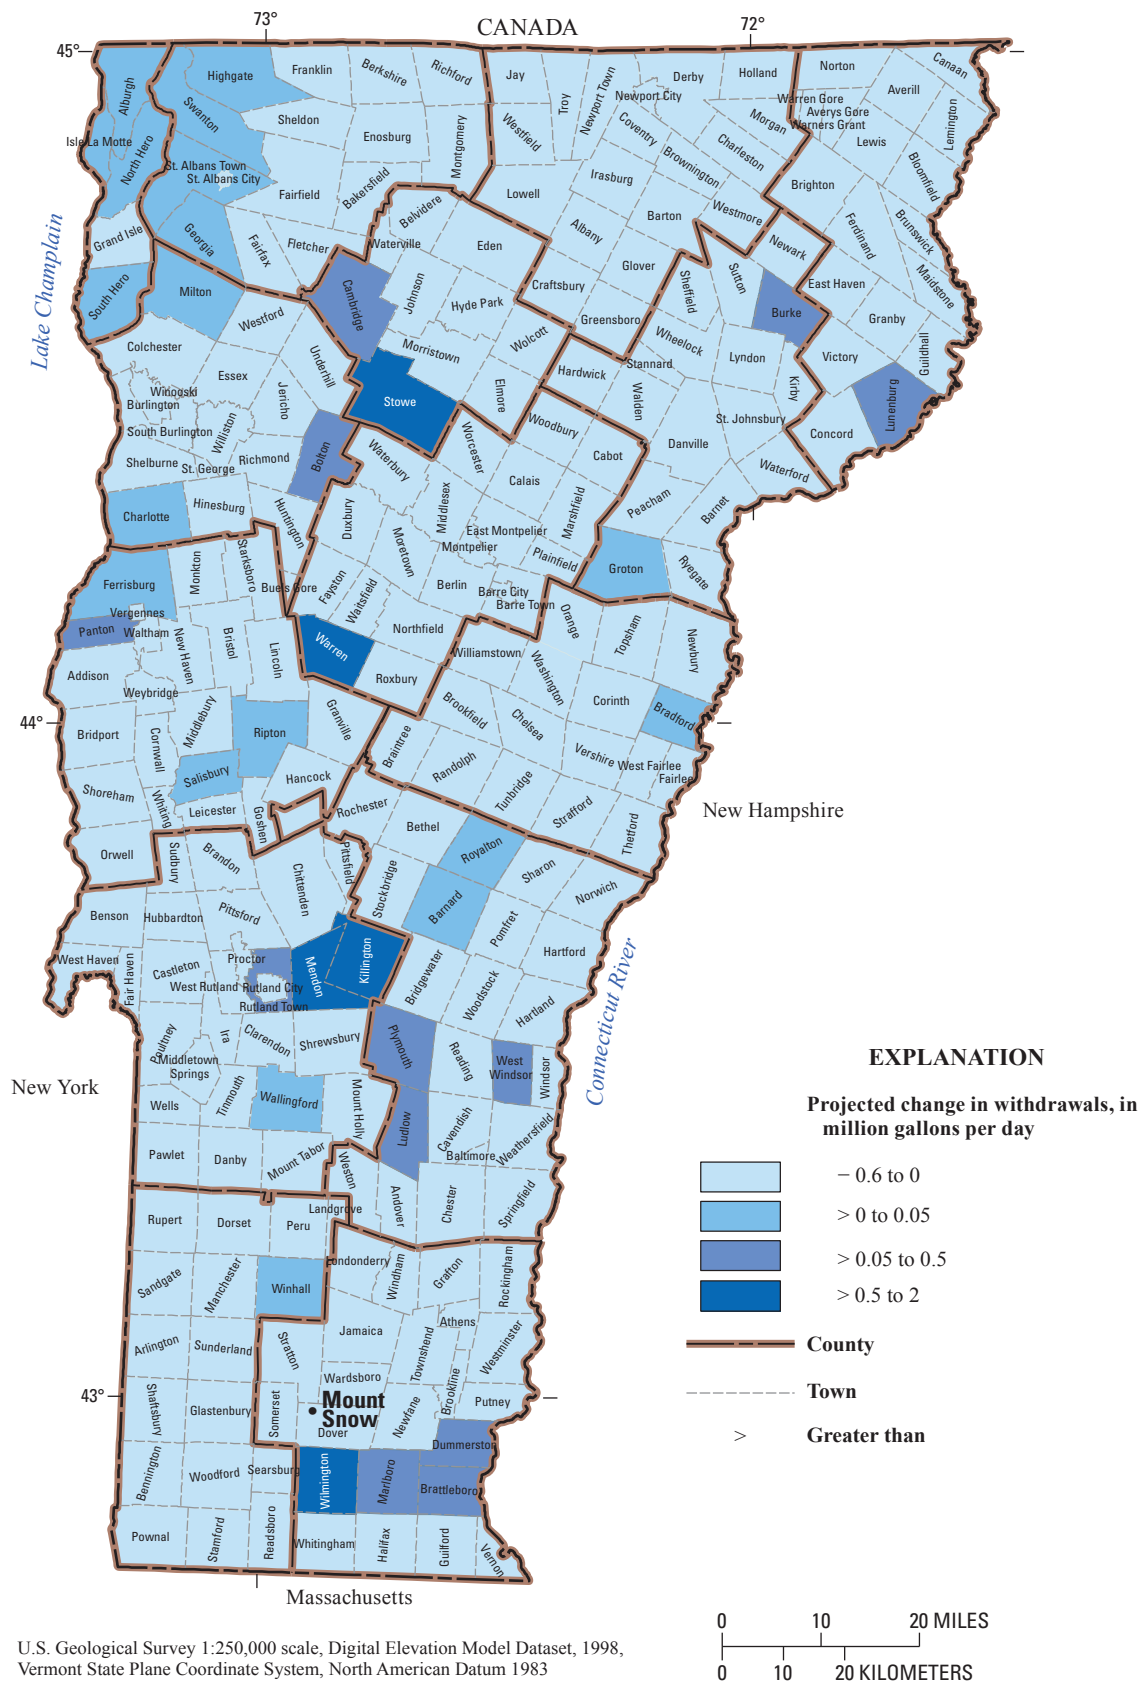 73°
72°
CANADA
45°
Highgate
Franklin
Berkshire
Richford
Jay
Troy
Newport Town
Newport City
Derby
Holland
Norton
Canaan
Averill
Alburgh
Swanton
Sheldon
Enosburg
Montgomery
Westfield
Coventry
Morgan
Warren Gore
Averys Gore
Warners Grant
Lewis
Lemington
Isle La Motte
North Hero
St. Albans Town
St. Albans City
Fairfield
Bakersfield
Lowell
Irasburg
Brownington
Charleston
Brighton
Bloomfield
Grand Isle
Georgia
Fairfax
Fletcher
Waterville
Belvidere
Eden
Albany
Barton
Westmore
Newark
Ferdinand
Brunswick
Maidstone
Lake Champlain
South Hero
Milton
Westford
Cambridge
Johnson
Hyde Park
Craftsbury
Glover
Sheffield
Sutton
East Haven
Burke
Granby
Guildhall
Colchester
Underhill
Morristown
Wolcott
Greensboro
Wheelock
Lyndon
Victory
Essex
Winooski
Burlington
Jericho
Stowe
Elmore
Hardwick
Stannard
Walden
Kirby
Lunenburg
South Burlington
Williston
Bolton
Woodbury
St. Johnsbury
Concord
Shelburne
St. George
Richmond
Waterbury
Worcester
Cabot
Danville
Waterford
Charlotte
Hinesburg
Huntington
Duxbury
Middlesex
Calais
Marshfield
Peacham
Barnet
East Montpelier
Montpelier
Moretown
Plainfield
Ferrisburg
Monkton
Starksboro
Buels Gore
Fayston
Waitsfield
Berlin
Barre City
Barre Town
Groton
Ryegate
Vergennes
Panton
Waltham
New Haven
Bristol
Lincoln
Warren
Northfield
Orange
Topsham
Newbury
Williamstown
Washington
Addison
Weybridge
Roxbury
Corinth
Bradford
44°
Bridport
Cornwall
Middlebury
Ripton
Granville
Braintree
Brookfield
Chelsea
Vershire
West Fairlee
Fairlee
Salisbury
Hancock
Randolph
Tunbridge
Strafford
Thetford
New Hampshire
Shoreham
Whiting
Leicester
Goshen
Rochester
Bethel
Royalton
Sharon
Norwich
Orwell
Sudbury
Brandon
Chittenden
Pittsfield
Stockbridge
Barnard
Pomfret
Hartford
Benson
Hubbardton
Pittsford
West Haven
Fair Haven
Castleton
Proctor
West Rutland
Rutland City
Rutland Town
Mendon
Killington
Bridgewater
Woodstock
Hartland
Connecticut River
Poultney
Middletown
Springs
Ira
Clarendon
Shrewsbury
Plymouth
Reading
West
Windsor
Windsor
New York
Wells
Tinmouth
Wallingford
Mount Holly
Ludlow
Cavendish
Baltimore
Weathersfield
Pawlet
Danby
Mount Tabor
Weston
Andover
Chester
Springfield
Rupert
Dorset
Peru
Landgrove
Londonderry
Windham
Grafton
Rockingham
Sandgate
Manchester
Winhall
Jamaica
Athens
Townshend
Westminster
Arlington
Sunderland
Stratton
Wardsboro
Brookline
43°
Shaftsbury
Glastenbury
Somerset
Mount
Snow
Dover
Newfane
Putney
Dummerston
Bennington
Woodford
Searsburg
Wilmington
Marlboro
Brattleboro
Pownal
Stamford
Readsboro
Whitingham
Halifax
Guilford
Vernon
Massachusetts
EXPLANATION
Projected change in withdrawals, in
million gallons per day
− 0.6 to 0
> 0 to 0.05
> 0.05 to 0.5
> 0.5 to 2
County
Town
> Greater than
0 10 20 MILES
0 10 20 KILOMETERS
U.S. Geological Survey 1:250,000 scale, Digital Elevation Model Dataset, 1998,
Vermont State Plane Coordinate System, North American Datum 1983